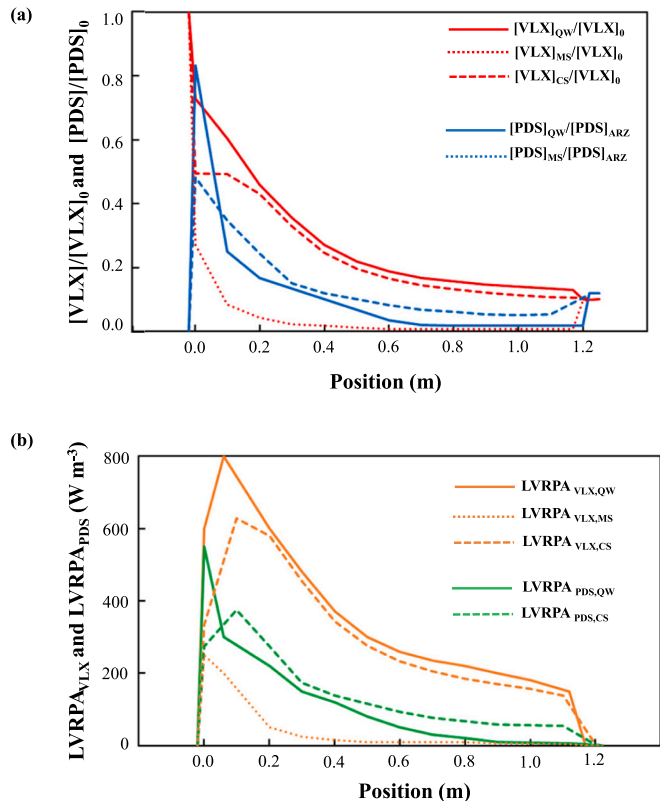 (a)
[VLX]QW/[VLX]0
[VLX]MS/[VLX]0
[VLX]CS/[VLX]0
[PDS]QW/[PDS]ARZ
[PDS]MS/[PDS]ARZ
[VLX]/[VLX]0 and [PDS]/[PDS]0
1.0
0.8
0.6
0.4
0.2
0.0
0.0 0.2 0.4 0.6 0.8 1.0 1.2
Position (m)
(b)
LVRPA VLX,QW
LVRPA VLX,MS
LVRPA VLX,CS
LVRPA PDS,QW
LVRPA PDS,CS
LVRPAVLX and LVRPAPDS (W m-3)
800
600
400
200
0
0.0 0.2 0.4 0.6 0.8 1.0 1.2
Position (m)